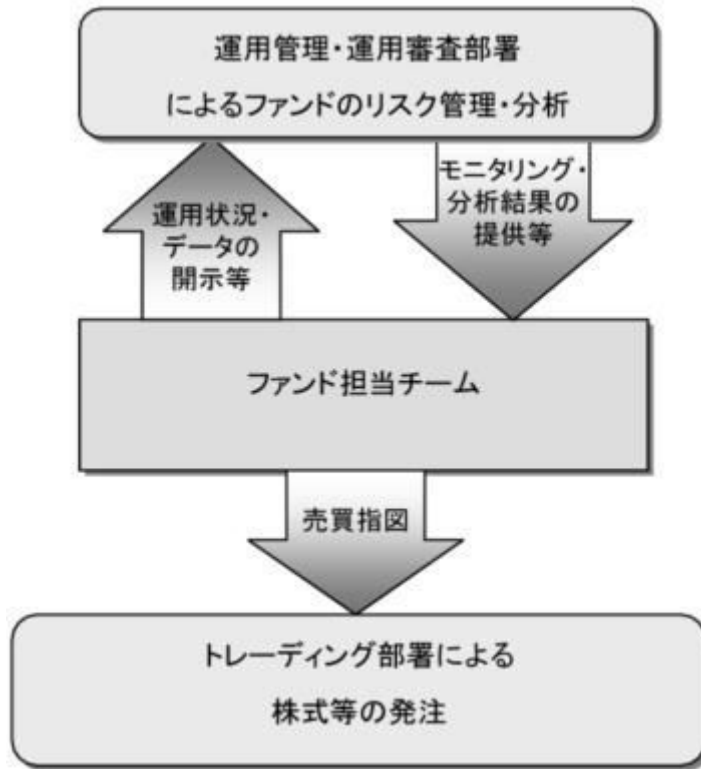 運用管理・運用審査部署
によるファンドのリスク管理・分析
運用状況・
データの
開示等
モニタリング・
分析結果の
提供等
ファンド担当チーム
売買指図
トレーディング部署による
株式等の発注